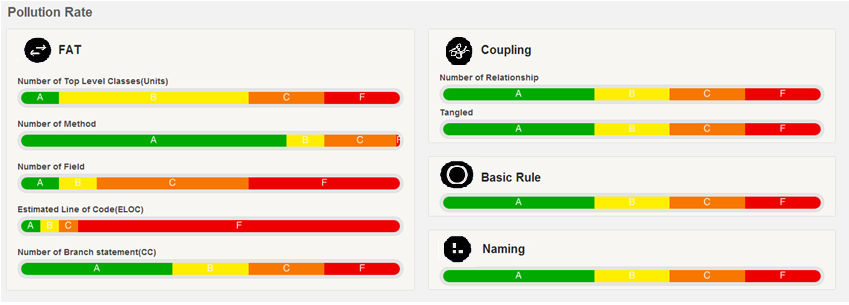 Pollution Rate
FAT
Number of Top Level Classes(Units)
A B C F
Number of Method
A B C F
Number of Field
A B C F
Estimated Line of Code(ELOC)
A B C F
Number of Branch statement(CC)
A B C F
Coupling
Number of Relationship
A B C F
Tangled
A B C F
Basic Rule
A B C F
Naming
A B C F